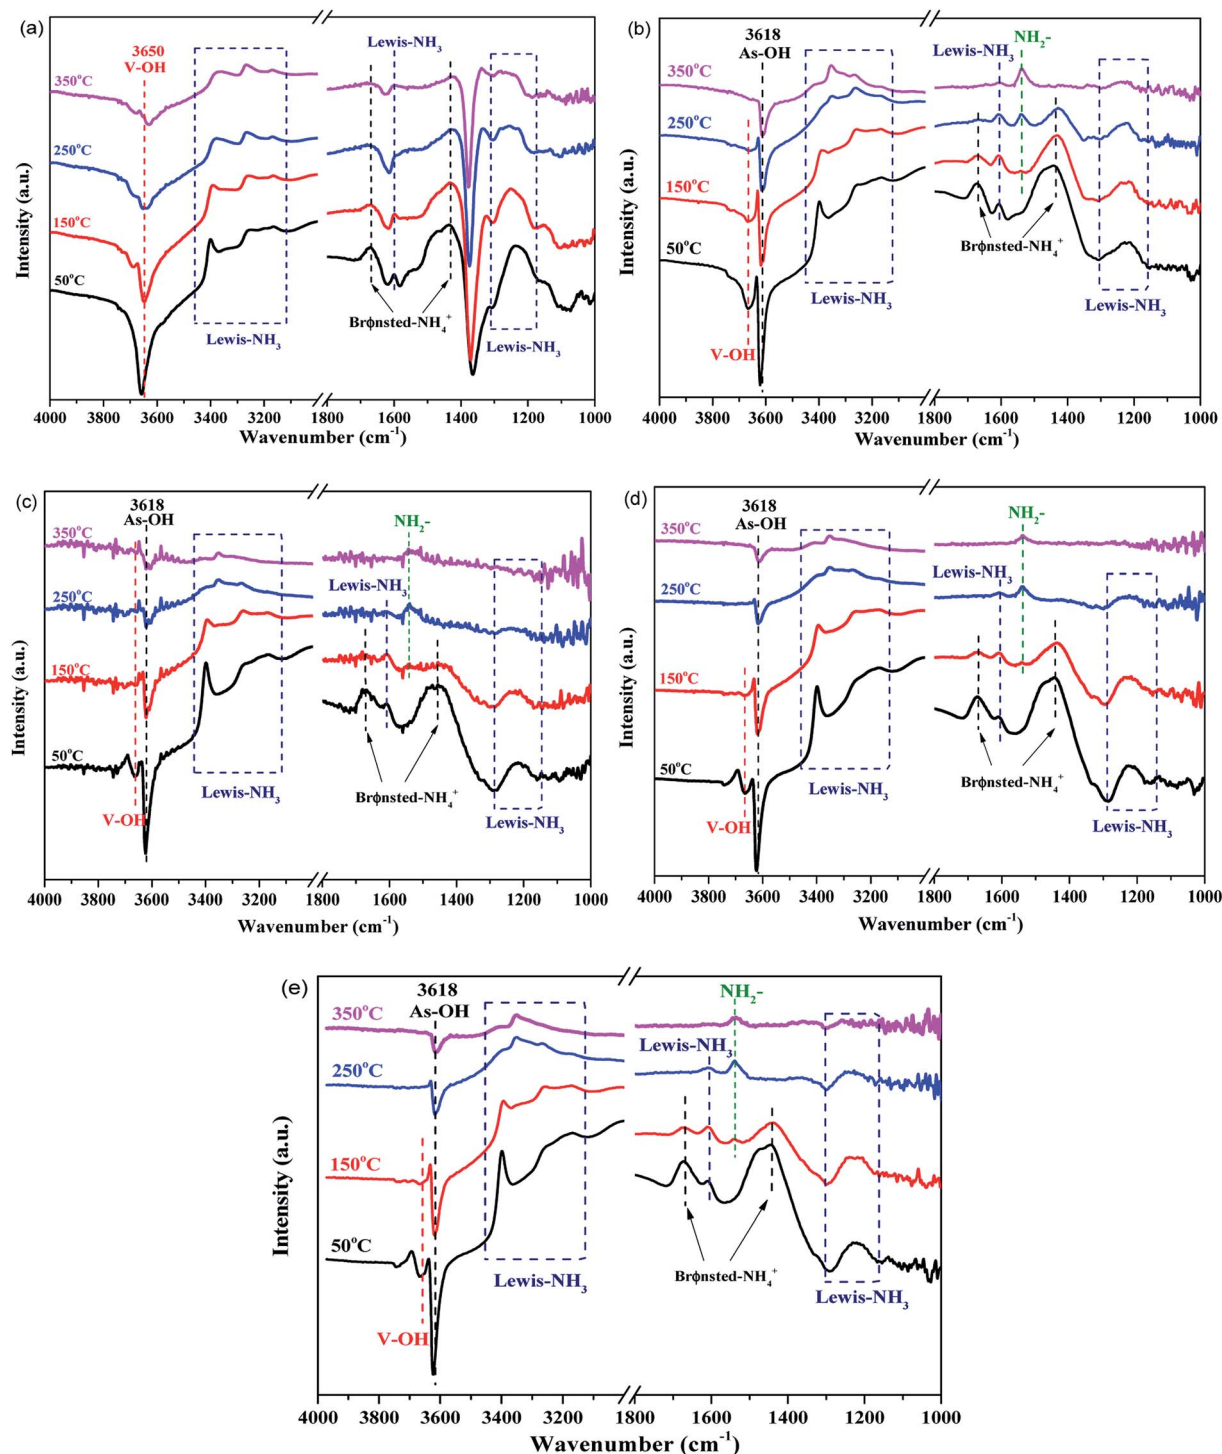 (a)
3650
V-OH
Lewis-NH3
350°C
250°C
150°C
50°C
Lewis-NH3
Brϕnsted-NH4+
Lewis-NH3
Intensity (a.u.)
4000 3600 3400 3200 1800 1600 1400 1200 1000
Wavenumber (cm-1)
(b)
3618
As-OH
NH2-
Lewis-NH3
350°C
250°C
150°C
50°C
V-OH
Lewis-NH3
Brϕnsted-NH4+
Lewis-NH3
Intensity (a.u.)
4000 3600 3400 3200 1800 1600 1400 1200 1000
Wavenumber (cm-1)
(c)
3618
As-OH
NH2-
350°C
Lewis-NH3
250°C
150°C
50°C
V-OH
Lewis-NH3
Brϕnsted-NH4+
Lewis-NH3
Intensity (a.u.)
4000 3600 3400 3200 1800 1600 1400 1200 1000
Wavenumber (cm-1)
(d)
3618
As-OH
NH2-
350°C
Lewis-NH3
250°C
150°C
50°C
V-OH
Lewis-NH3
Brϕnsted-NH4+
Lewis-NH3
Intensity (a.u.)
4000 3600 3400 3200 1800 1600 1400 1200 1000
Wavenumber (cm-1)
(e)
3618
As-OH
NH2-
350°C
Lewis-NH3
250°C
150°C
50°C
V-OH
Lewis-NH3
Brϕnsted-NH4+
Lewis-NH3
Intensity (a.u.)
4000 3600 3400 3200 1800 1600 1400 1200 1000
Wavenumber (cm-1)